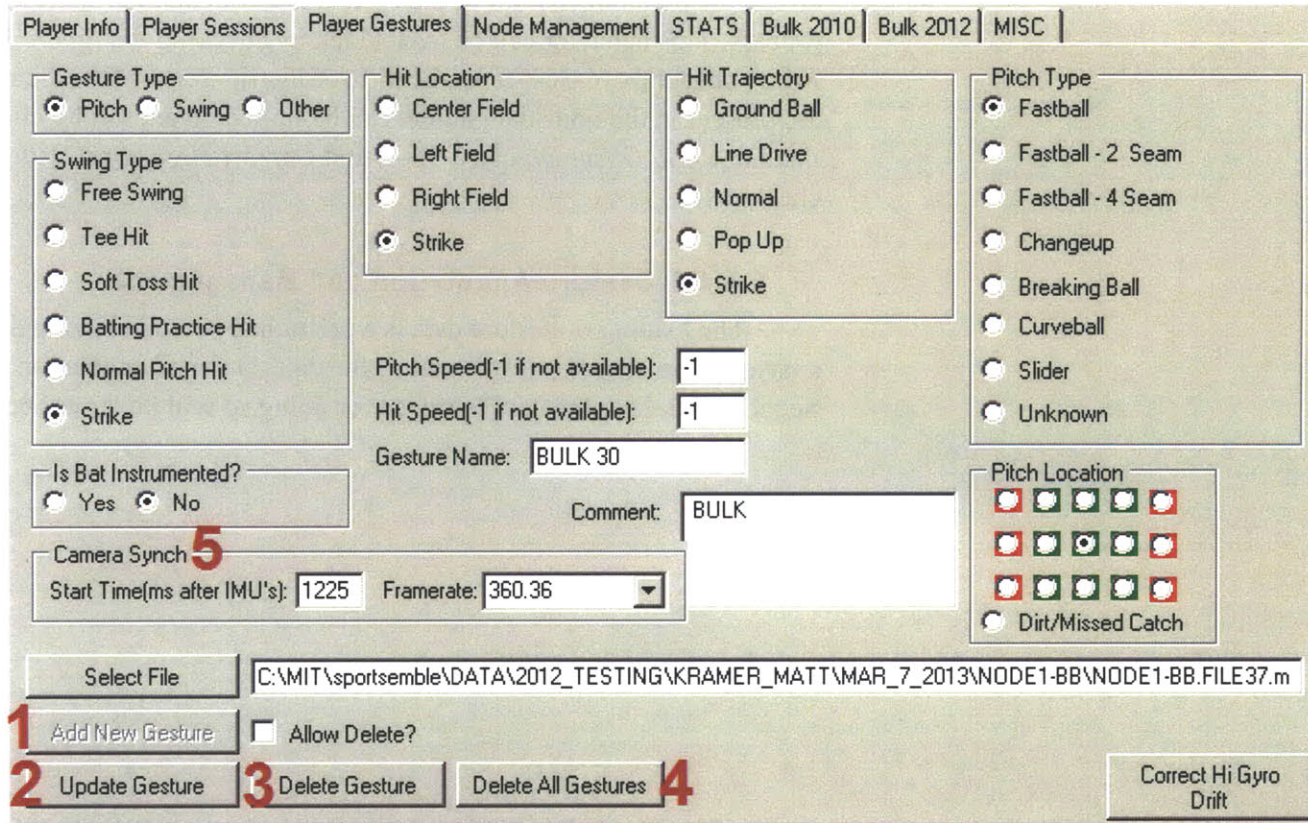 Player Info Player Sessions Player Gestures Node Management STATS Bulk 2010 Bulk 2012 MISC
Gesture Type
Pitch Swing Other
Swing Type
Free Swing
Tee Hit
Soft Toss Hit
Batting Practice Hit
Normal Pitch Hit
Strike
Is Bat Instrumented?
Yes No
Hit Location
Center Field
Left Field
Right Field
Strike
Hit Trajectory
Ground Ball
Line Drive
Normal
Pop Up
Strike
Pitch Type
Fastball
Fastball - 2 Seam
Fastball - 4 Seam
Changeup
Breaking Ball
Curveball
Slider
Unknown
Pitch Speed(-1 if not available): -1
Hit Speed(-1 if not available): -1
Gesture Name: BULK 30
Comment: BULK
Pitch Location
Dirt/Missed Catch
Camera Synch 5
Start Time(ms after IMU's): 1225 Framerate: 360.36
Select File C:\MIT\sportsemble\DATA\2012_TESTING\KRAMER_MATT\MAR_7_2013\NODE1-BB\NODE1-BB.FILE37.m
1 Add New Gesture Allow Delete?
2 Update Gesture 3 Delete Gesture Delete All Gestures 4
Correct Hi Gyro
Drift